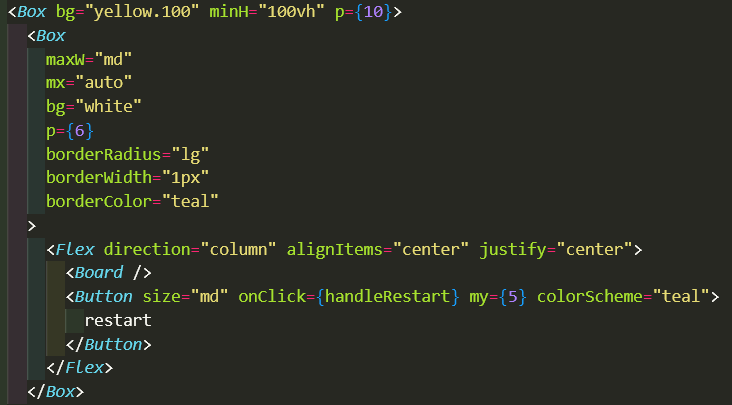 <Box bg="yellow.100" minH="100vh" p={10}>
  <Box
    maxW="md"
    mx="auto"
    bg="white"
    p={6}
    borderRadius="lg"
    borderWidth="1px"
    borderColor="teal"
  >
    <Flex direction="column" alignItems="center" justify="center">
      <Board />
      <Button size="md" onClick={handleRestart} my={5} colorScheme="teal">
        restart
      </Button>
    </Flex>
  </Box>